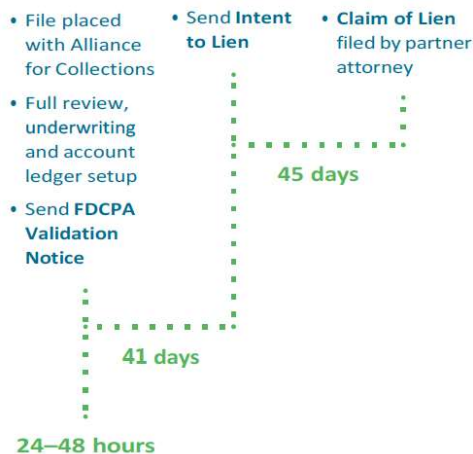 • File placed
with Alliance
for Collections
• Full review,
underwriting
and account
ledger setup
• Send FDCPA
Validation
Notice
• Send Intent
to Lien
• Claim of Lien
filed by partner
attorney
45 days
41 days
24–48 hours